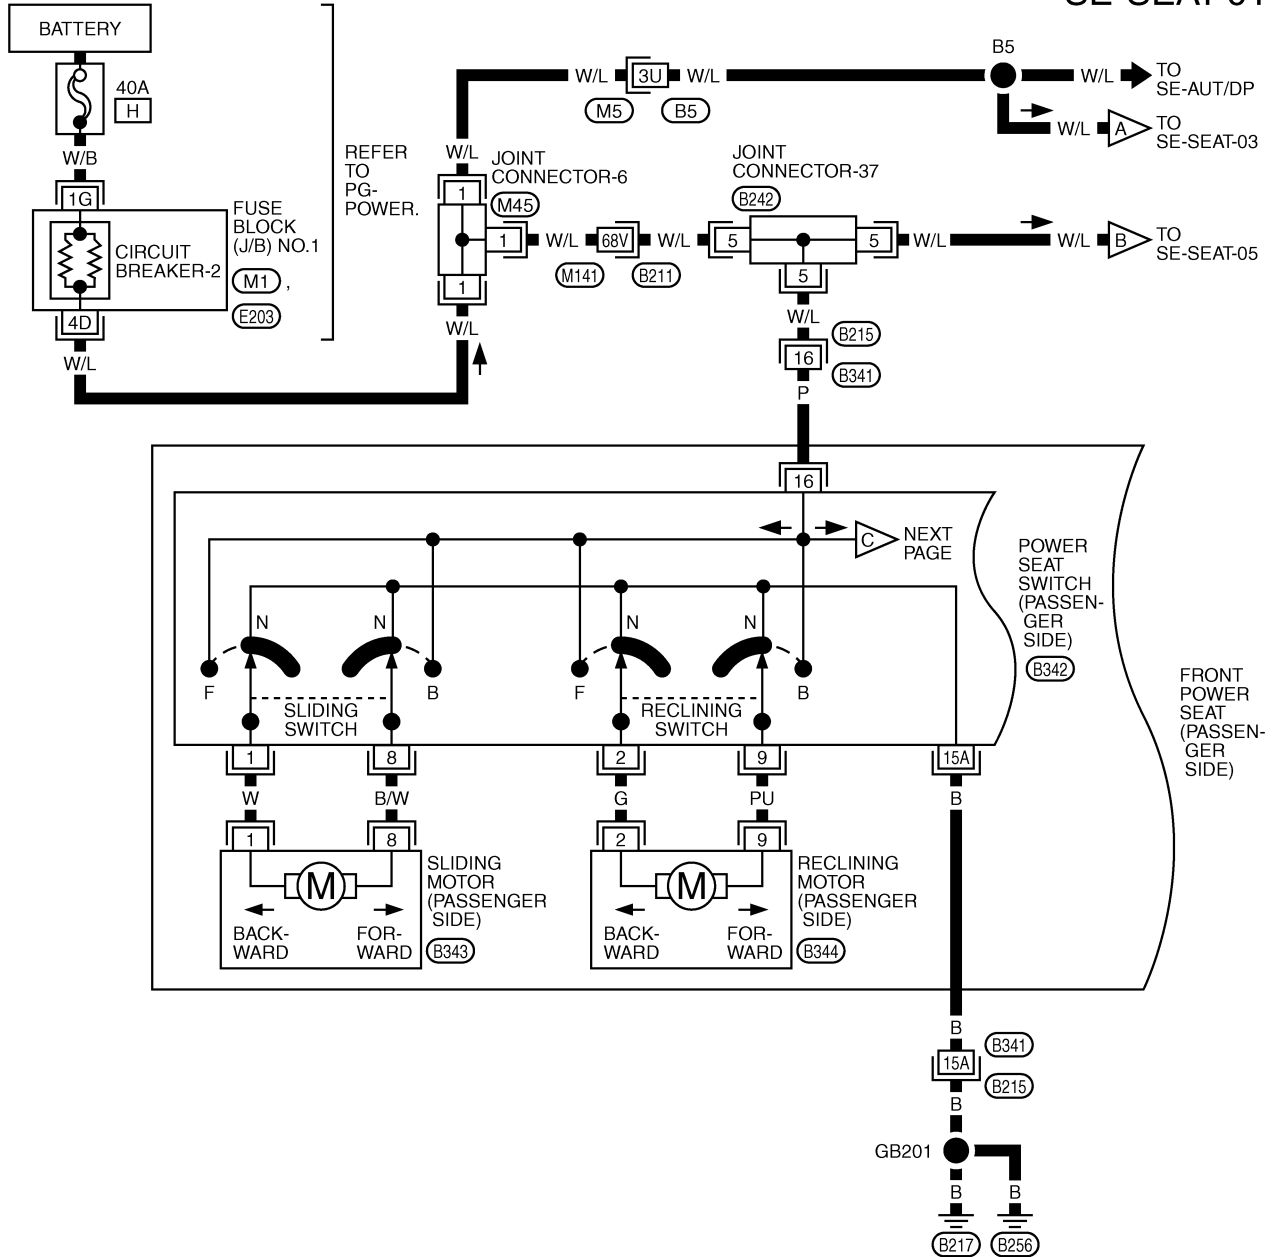 BATTERY
40A
H
W/B
1G
CIRCUIT
BREAKER-2
FUSE
BLOCK
(J/B) NO.1
M1 ,
E203
4D
W/L
REFER
TO
PG-
POWER.
W/L
3U
W/L
M5
B5
B5
W/L
TO
SE-AUT/DP
W/L
A
TO
SE-SEAT-03
W/L
1
JOINT
CONNECTOR-6
M45
1
W/L
68V
W/L
M141
B211
1
W/L
JOINT
CONNECTOR-37
B242
5
5
W/L
W/L
B
TO
SE-SEAT-05
5
W/L
B215
16
B341
P
16
C
NEXT
PAGE
POWER
SEAT
SWITCH
(PASSEN-
GER
SIDE)
B342
FRONT
POWER
SEAT
(PASSEN-
GER
SIDE)
N
N
N
N
F
B
F
B
SLIDING
SWITCH
RECLINING
SWITCH
1
8
2
9
15A
W
B/W
G
PU
B
1
8
2
9
M
BACK-
WARD
FOR-
WARD
SLIDING
MOTOR
(PASSENGER
SIDE)
B343
M
BACK-
WARD
FOR-
WARD
RECLINING
MOTOR
(PASSENGER
SIDE)
B344
B
B341
15A
B215
B
GB201
B
B
B217
B256